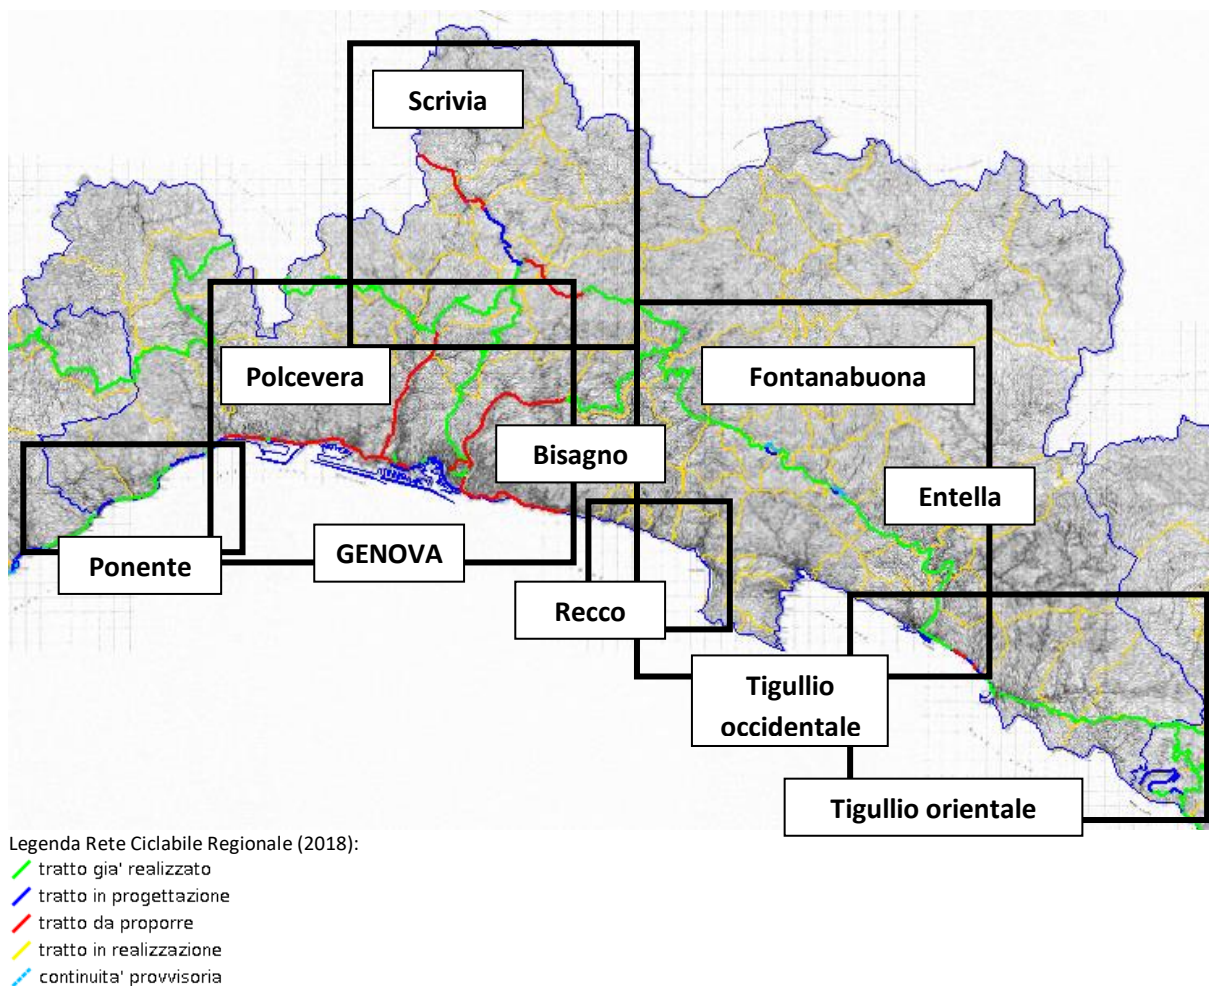 Scrivia
Polcevera
Fontanabuona
Bisagno
Entella
GENOVA
Ponente
Recco
Tigullio
occidentale
Tigullio orientale
Legenda Rete Ciclabile Regionale (2018):
tratto gia' realizzato
tratto in progettazione
tratto da proporre
tratto in realizzazione
continuita' provvisoria